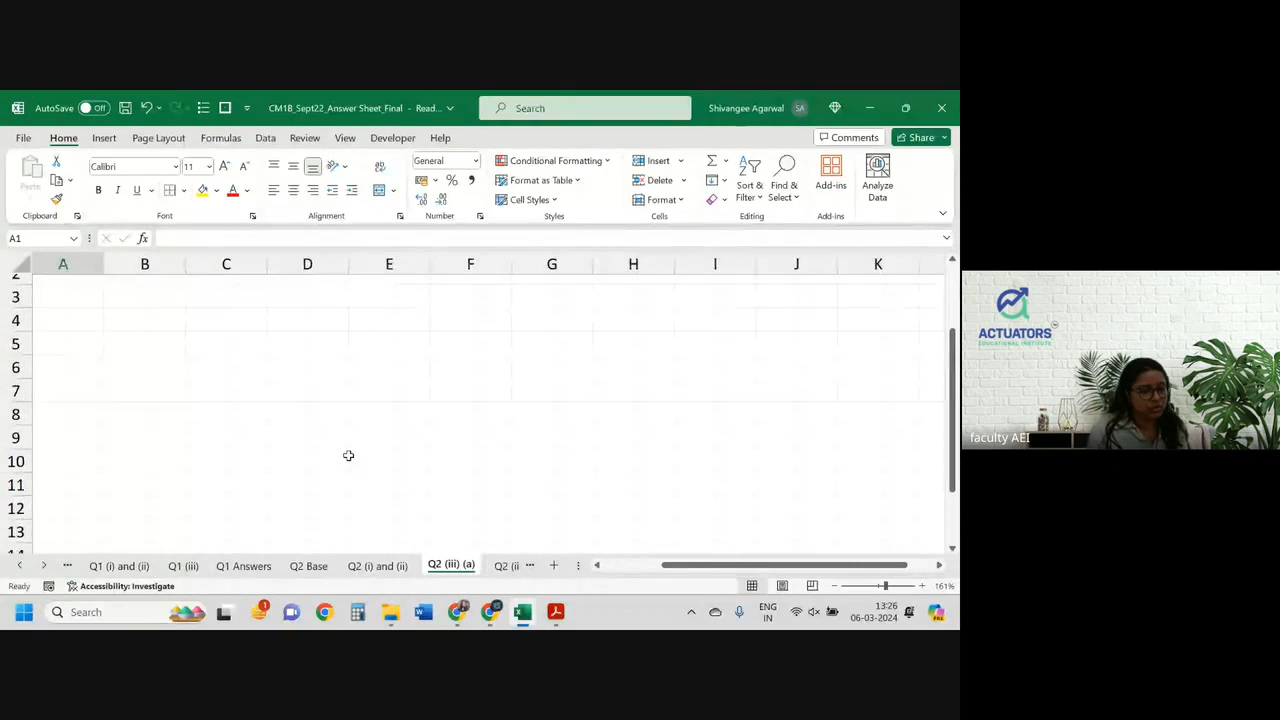 AutoSave Off CM1B_Sept22_Answer Sheet_Final - Read... Search Shivangee Agarwal SA
File Home Insert Page Layout Formulas Data Review View Developer Help Comments Share
Paste Calibri 11 General Conditional Formatting Insert Sort & Filter Find & Select Add-ins Analyze Data
Format as Table Delete
Cell Styles Format
Clipboard Font Alignment Number Styles Cells Editing Add-ins
A1 fx
A B C D E F G H I J K
3
4
5
6
7
8
9
10
11
12
13
Q1 (i) and (ii) Q1 (iii) Q1 Answers Q2 Base Q2 (i) and (ii) Q2 (iii) (a) Q2 (ii ...
Ready Accessibility: Investigate 161%
Search ENG IN 13:26 06-03-2024
ACTUATORS
EDUCATIONAL INSTITUTE
faculty AEI